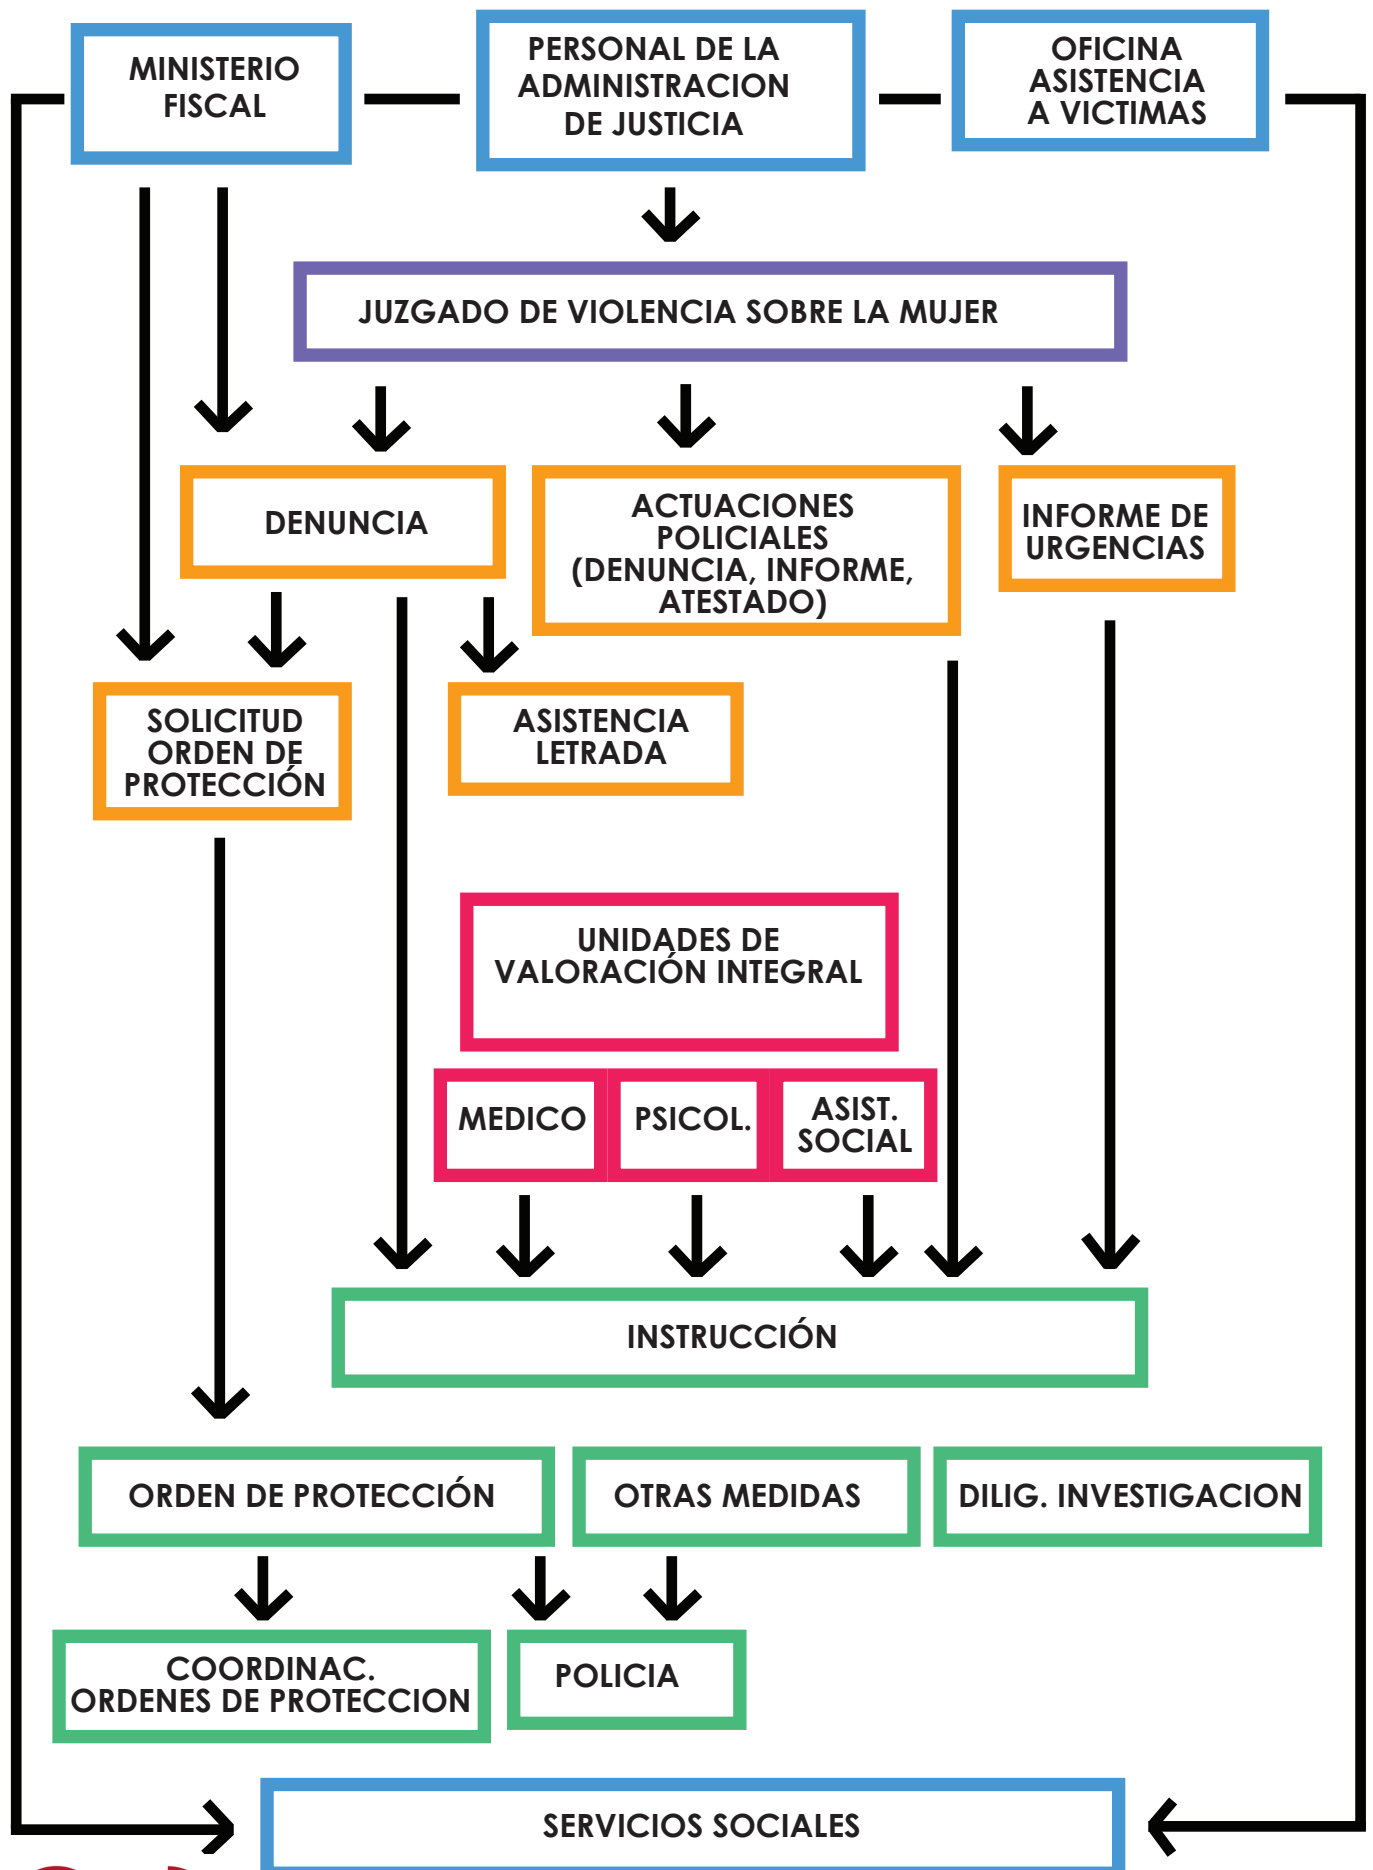 MINISTERIO
FISCAL
PERSONAL DE LA
ADMINISTRACION
DE JUSTICIA
OFICINA
ASISTENCIA
A VICTIMAS
JUZGADO DE VIOLENCIA SOBRE LA MUJER
DENUNCIA
ACTUACIONES
POLICIALES
(DENUNCIA, INFORME,
ATESTADO)
INFORME DE
URGENCIAS
SOLICITUD
ORDEN DE
PROTECCIÓN
ASISTENCIA
LETRADA
UNIDADES DE
VALORACIÓN INTEGRAL
MEDICO
PSICOL.
ASIST.
SOCIAL
INSTRUCCIÓN
ORDEN DE PROTECCIÓN
OTRAS MEDIDAS
DILIG. INVESTIGACION
COORDINAC.
ORDENES DE PROTECCION
POLICIA
SERVICIOS SOCIALES